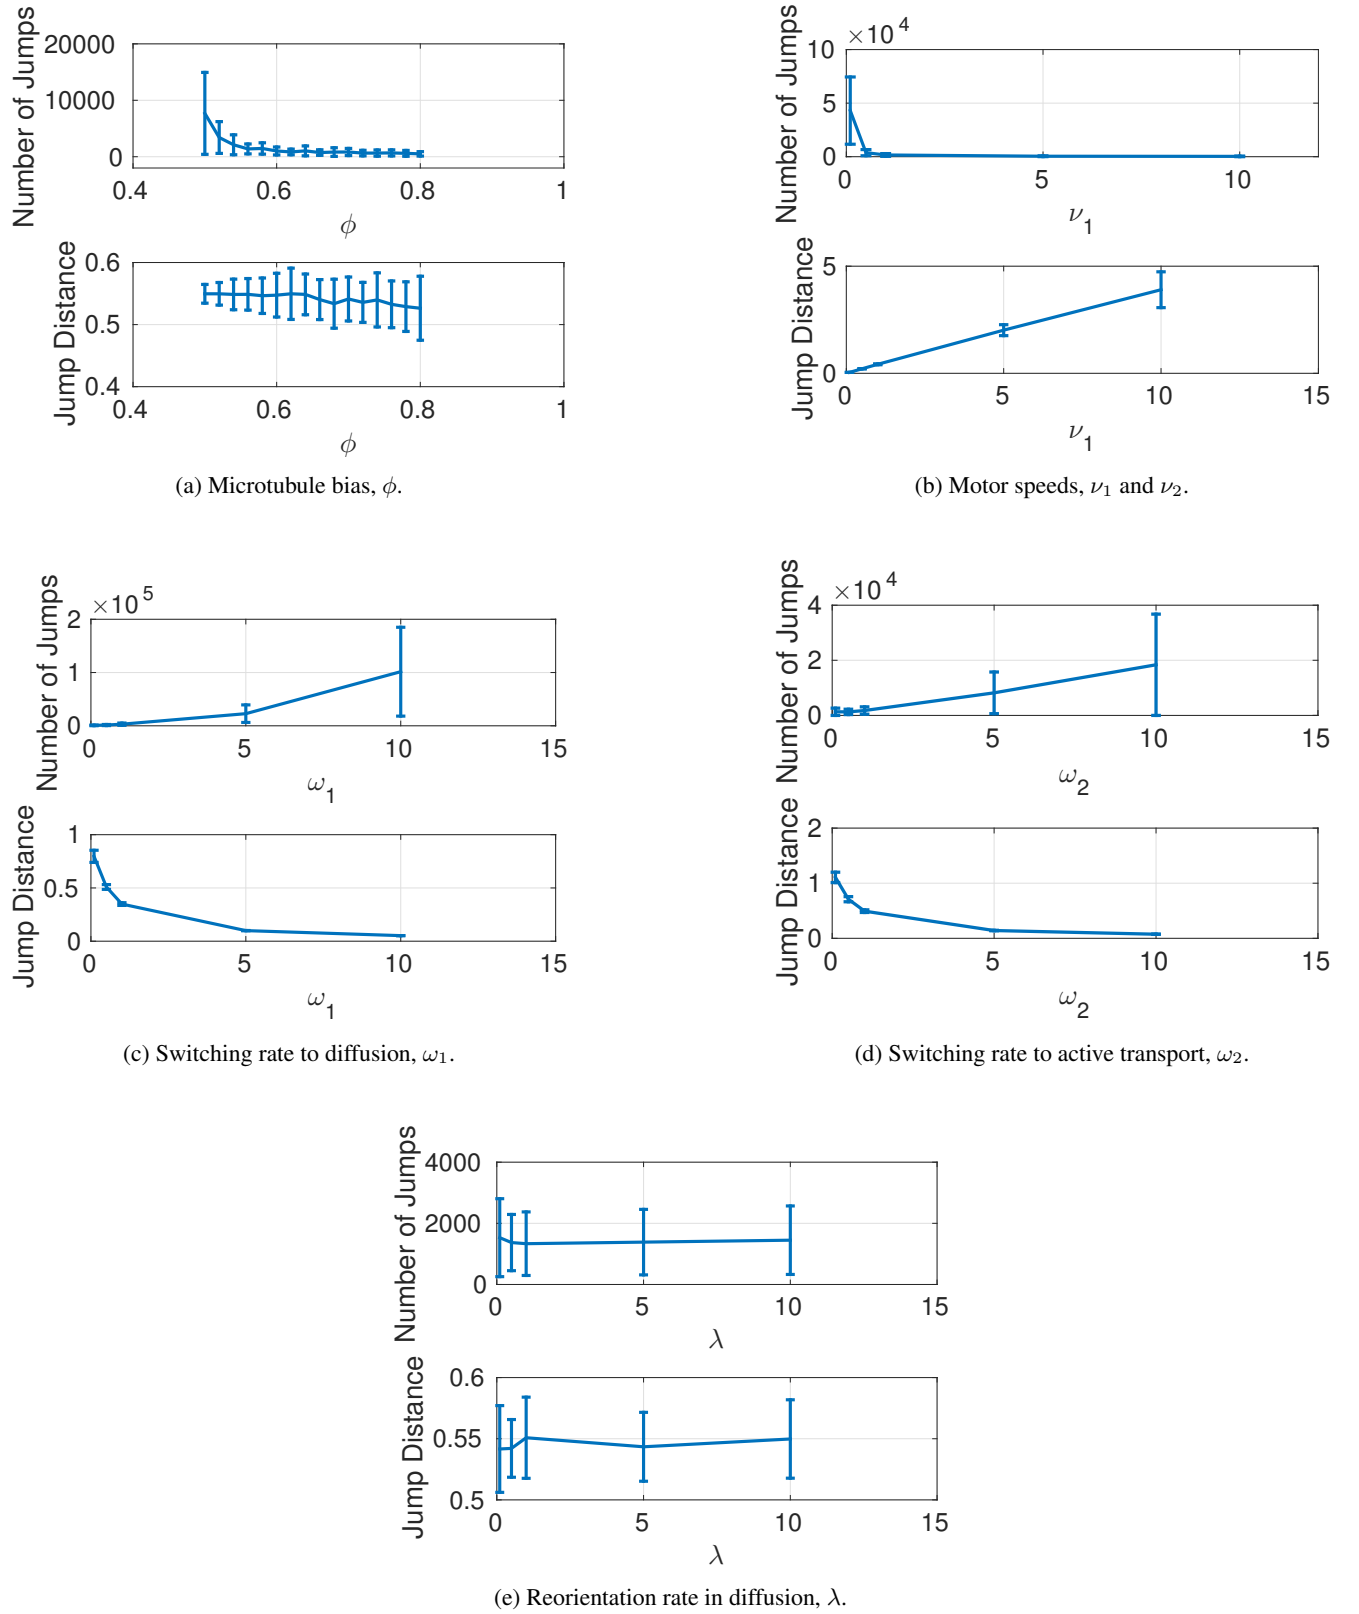 Number of Jumps
20000
10000
0
0.4
0.6
0.8
1
ϕ
Jump Distance
0.6
0.5
0.4
0.4
0.6
0.8
1
ϕ
(a) Microtubule bias, ϕ.
Number of Jumps
×10⁴
10
5
0
0
5
10
ν₁
Jump Distance
5
0
0
5
10
15
ν₁
(b) Motor speeds, ν₁ and ν₂.
Number of Jumps
×10⁵
2
1
0
0
5
10
15
ω₁
Jump Distance
1
0.5
0
0
5
10
15
ω₁
(c) Switching rate to diffusion, ω₁.
Number of Jumps
×10⁴
4
2
0
0
5
10
15
ω₂
Jump Distance
2
1
0
0
5
10
15
ω₂
(d) Switching rate to active transport, ω₂.
Number of Jumps
4000
2000
0
0
5
10
15
λ
Jump Distance
0.6
0.55
0.5
0
5
10
15
λ
(e) Reorientation rate in diffusion, λ.